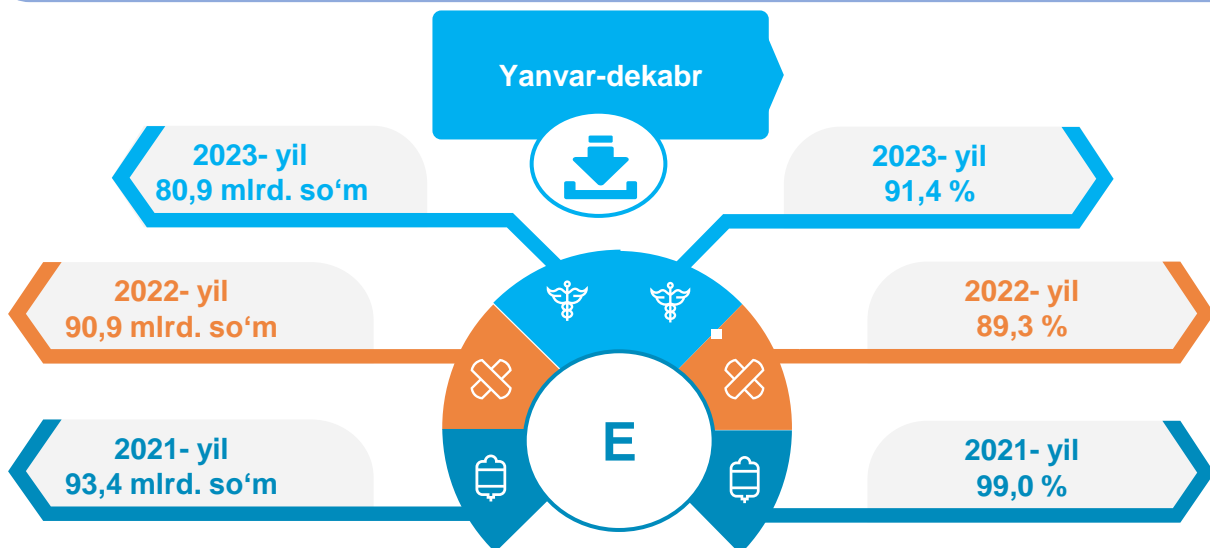 Yanvar-dekabr
2023- yil
80,9 mlrd. so‘m
2023- yil
91,4 %
2022- yil
90,9 mlrd. so‘m
2022- yil
89,3 %
2021- yil
93,4 mlrd. so‘m
2021- yil
99,0 %
E